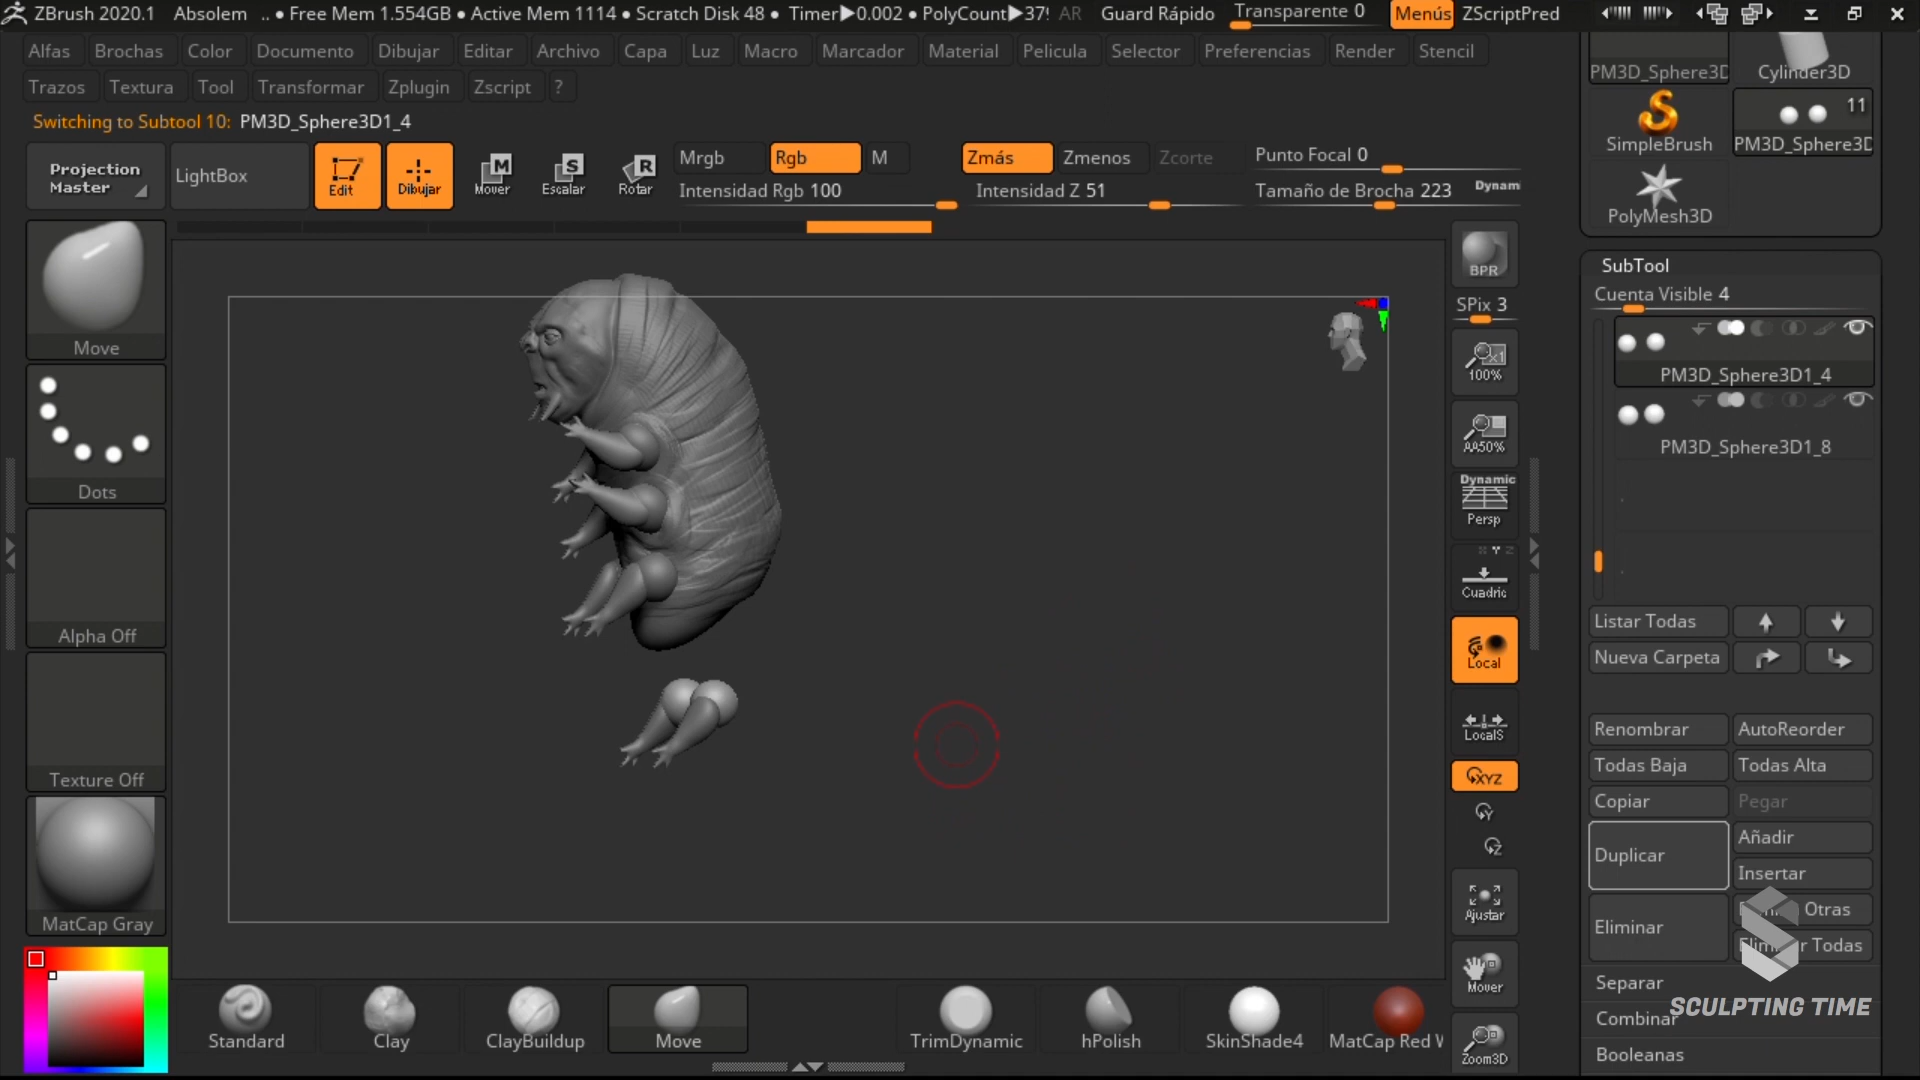 ZBrush 2020.1 Absolem .. • Free Mem 1.554GB • Active Mem 1114 • Scratch Disk 48 • Timer▶0.002 • PolyCount▶37 AR Guard Rápido Transparente 0 Menús ZScriptPred
Alfas Brochas Color Documento Dibujar Editar Archivo Capa Luz Macro Marcador Material Pelicula Selector Preferencias Render Stencil
Trazos Textura Tool Transformar Zplugin Zscript ?
Switching to Subtool 10: PM3D_Sphere3D1_4
Projection Master
LightBox
Edit
Dibujar
M
Mover
S
Escalar
R
Rotar
Mrgb Rgb M
Intensidad Rgb 100
Zmás Zmenos Zcorte
Intensidad Z 51
Punto Focal 0
Tamaño de Brocha 223 Dynami
Move
Dots
Alpha Off
Texture Off
MatCap Gray
BPR
SPix 3
x1
100%
AA50%
Dynamic
Persp
Y Z
Cuadric
Local
LocalS
XYZ
Y
Z
Ajustar
Mover
Zoom3D
PM3D_Sphere3D
Cylinder3D
SimpleBrush
11
PM3D_Sphere3D
PolyMesh3D
SubTool
Cuenta Visible 4
PM3D_Sphere3D1_4
PM3D_Sphere3D1_8
Listar Todas
Nueva Carpeta
Renombrar AutoReorder
Todas Baja Todas Alta
Copiar Pegar
Duplicar
Añadir
Insertar
Eliminar
Otras
Todas
Separar
SCULPTING TIME
Combinar
Booleanas
Standard Clay ClayBuildup Move TrimDynamic hPolish SkinShade4 MatCap Red W